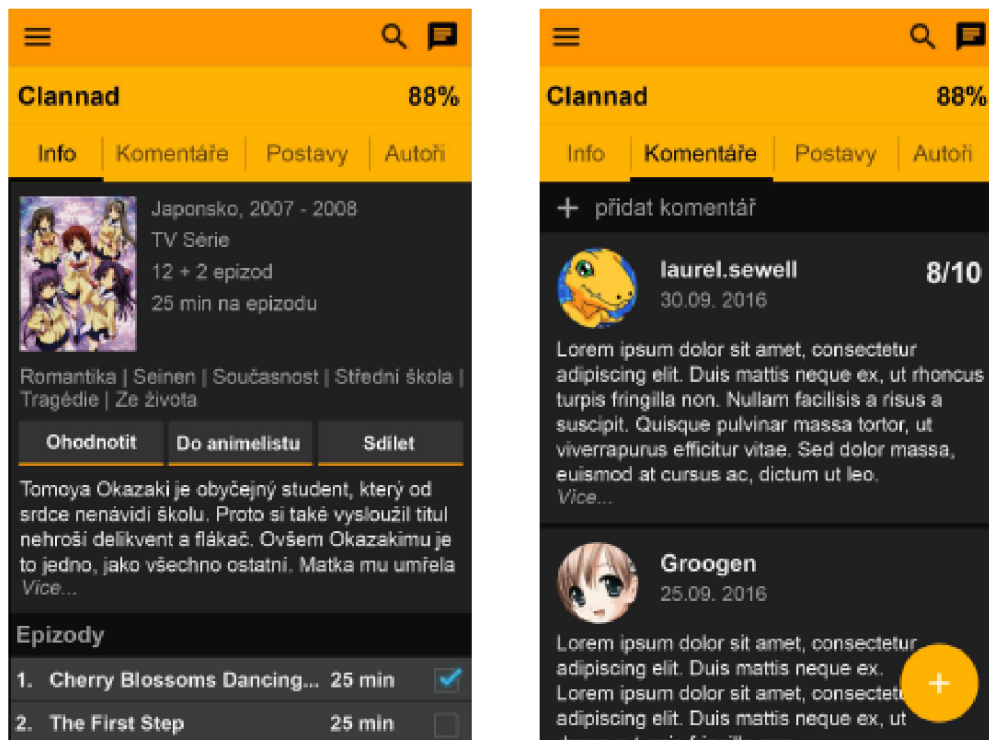 Clannad 88%
Info Komentáře Postavy Autoři
Japonsko, 2007 - 2008
TV Série
12 + 2 epizod
25 min na epizodu
Romantika | Seinen | Současnost | Střední škola |
Tragédie | Ze života
Ohodnotit Do animelistu Sdílet
Tomoya Okazaki je obyčejný student, který od
srdce nenávidí školu. Proto si také vysloužil titul
nehroší delikvent a flákač. Ovšem Okazakimu je
to jedno, jako všechno ostatní. Matka mu umřela
Více...
Epizody
1. Cherry Blossoms Dancing... 25 min
2. The First Step 25 min
Clannad 88%
Info Komentáře Postavy Autoři
+ přidat komentář
laurel.sewell 8/10
30.09. 2016
Lorem ipsum dolor sit amet, consectetur
adipiscing elit. Duis mattis neque ex, ut rhoncus
turpis fringilla non. Nullam facilisis a risus a
suscipit. Quisque pulvinar massa tortor, ut
viverrapurus efficitur vitae. Sed dolor massa,
euismod at cursus ac, dictum ut leo.
Více...
Groogen
25.09. 2016
Lorem ipsum dolor sit amet, consectetur
adipiscing elit. Duis mattis neque ex.
Lorem ipsum dolor sit amet,
adipiscing elit. Duis mattis neque ex, ut
+